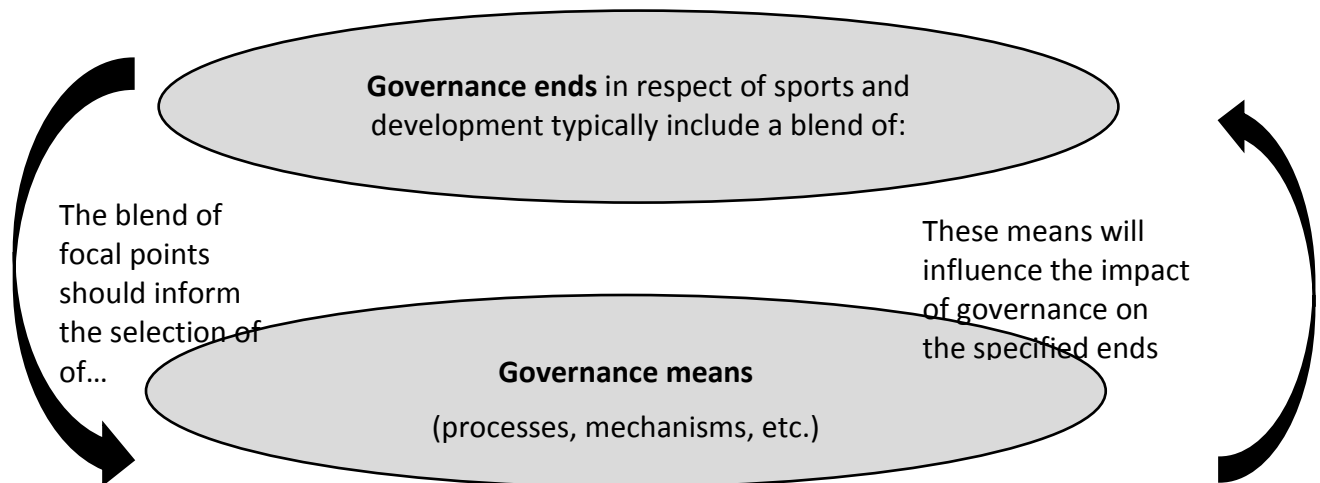 Governance ends in respect of sports and
development typically include a blend of:
The blend of
focal points
should inform
the selection of
of…
These means will
influence the impact
of governance on
the specified ends
Governance means
(processes, mechanisms, etc.)